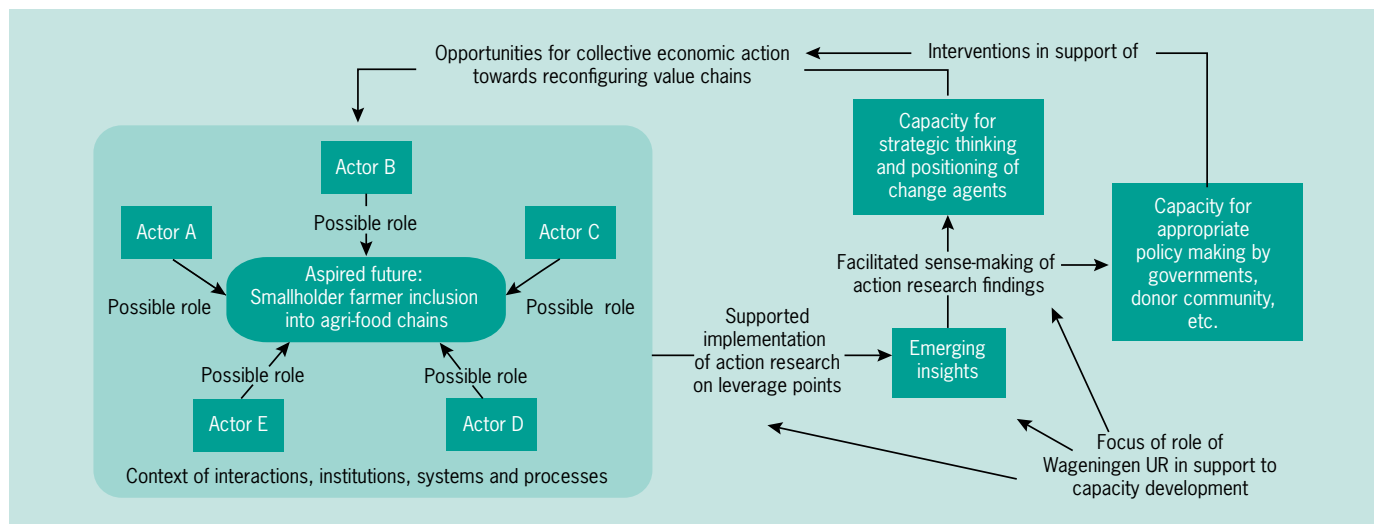 Opportunities for collective economic action
towards reconfiguring value chains
Interventions in support of
Actor B
Possible role
Actor A
Possible role
Actor C
Possible role
Aspired future:
Smallholder farmer inclusion
into agri-food chains
Possible role
Actor E
Possible role
Actor D
Context of interactions, institutions, systems and processes
Supported
implementation
of action research
on leverage points
Emerging
insights
Facilitated sense-making of
action research findings
Capacity for
strategic thinking
and positioning of
change agents
Capacity for
appropriate
policy making by
governments,
donor community,
etc.
Focus of role of
Wageningen UR in support to
capacity development